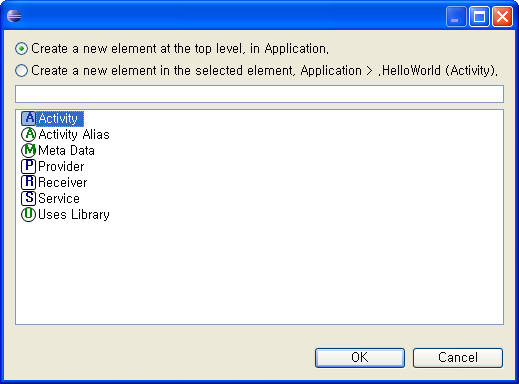 Create a new element at the top level, in Application.
Create a new element in the selected element, Application > .HelloWorld (Activity).
A Activity
A Activity Alias
M Meta Data
P Provider
R Receiver
S Service
U Uses Library
OK Cancel